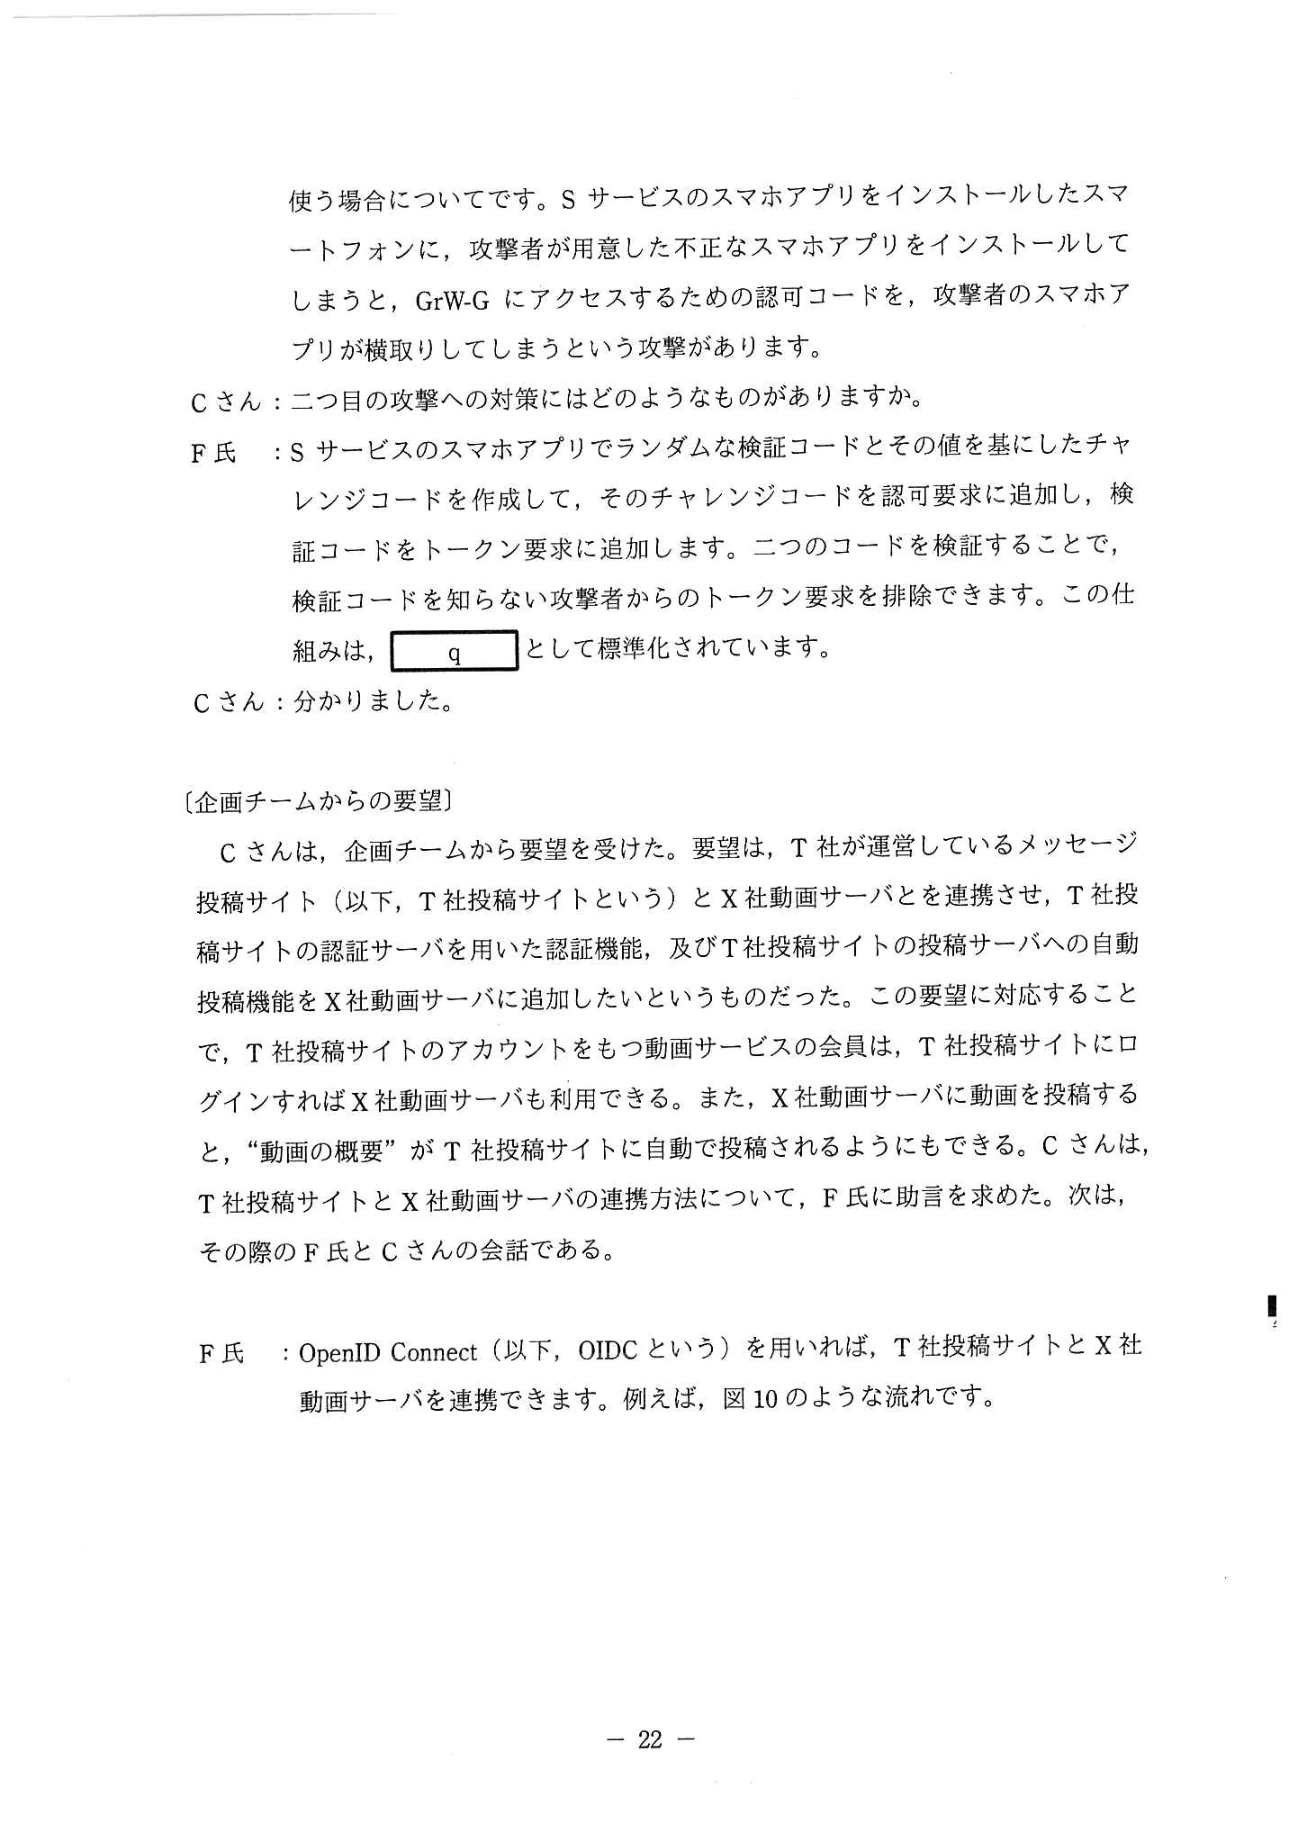 使う場合についてです。S サービスのスマホアプリをインストールしたスマ
ートフォンに，攻撃者が用意した不正なスマホアプリをインストールして
しまうと，GrW-G にアクセスするための認可コードを，攻撃者のスマホア
プリが横取りしてしまうという攻撃があります。
C さん：二つ目の攻撃への対策にはどのようなものがありますか。
F 氏　：S サービスのスマホアプリでランダムな検証コードとその値を基にしたチャ
レンジコードを作成して，そのチャレンジコードを認可要求に追加し，検
証コードをトークン要求に追加します。二つのコードを検証することで，
検証コードを知らない攻撃者からのトークン要求を排除できます。この仕
組みは， q として標準化されています。
C さん：分かりました。
〔企画チームからの要望〕
C さんは，企画チームから要望を受けた。要望は，T 社が運営しているメッセージ
投稿サイト（以下，T 社投稿サイトという）と X 社動画サーバとを連携させ，T 社投
稿サイトの認証サーバを用いた認証機能，及びT社投稿サイトの投稿サーバへの自動
投稿機能をX社動画サーバに追加したいというものだった。この要望に対応すること
で，T 社投稿サイトのアカウントをもつ動画サービスの会員は，T 社投稿サイトにロ
グインすればX社動画サーバも利用できる。また，X社動画サーバに動画を投稿する
と，“動画の概要” が T 社投稿サイトに自動で投稿されるようにもできる。C さんは，
T 社投稿サイトと X 社動画サーバの連携方法について，F 氏に助言を求めた。次は，
その際の F 氏と C さんの会話である。
F 氏　：OpenID Connect（以下，OIDC という）を用いれば，T 社投稿サイトと X 社
動画サーバを連携できます。例えば，図 10 のような流れです。
－ 22 －